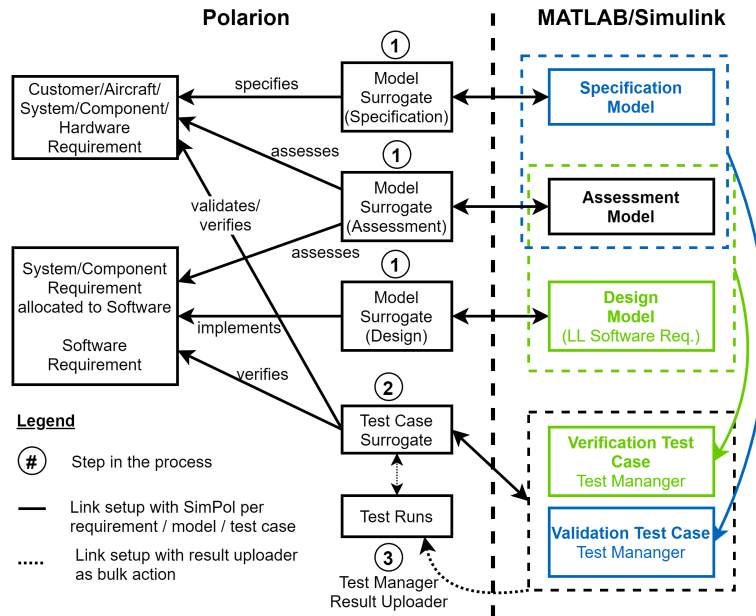 Polarion
MATLAB/Simulink
1
Customer/Aircraft/
System/Component/
Hardware
Requirement
specifies
Model
Surrogate
(Specification)
Specification
Model
assesses
1
Model
Surrogate
(Assessment)
Assessment
Model
validates/
verifies
assesses
System/Component
Requirement
allocated to Software
Software
Requirement
1
implements
Model
Surrogate
(Design)
Design
Model
(LL Software Req.)
verifies
2
Test Case
Surrogate
Verification Test
Case
Test Mananger
Validation Test Case
Test Mananger
Test Runs
3
Test Manager
Result Uploader
Legend
#
Step in the process
Link setup with SimPol per
requirement / model / test case
Link setup with result uploader
as bulk action